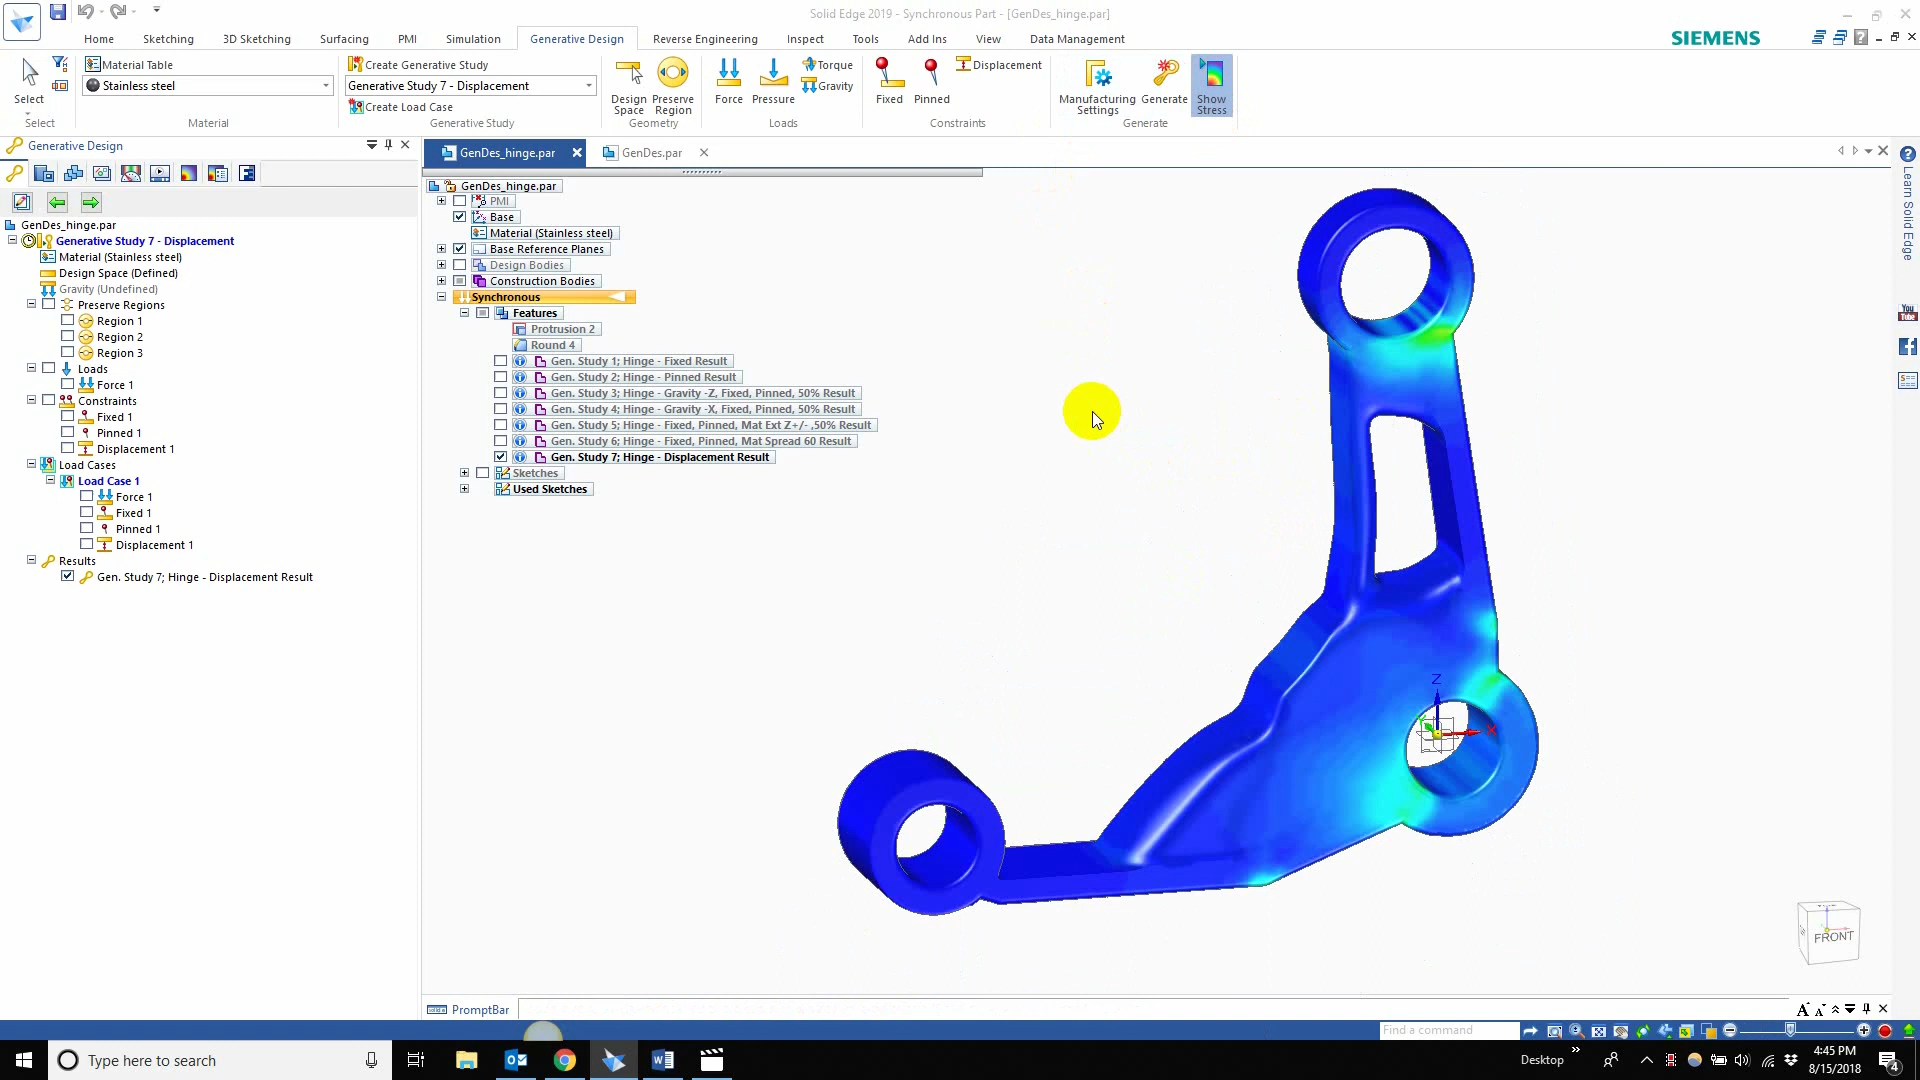 Solid Edge 2019 - Synchronous Part - [GenDes_hinge.par]
Home Sketching 3D Sketching Surfacing PMI Simulation Generative Design Reverse Engineering Inspect Tools Add Ins View Data Management
SIEMENS
Select
Select
Material Table
Stainless steel
Material
Create Generative Study
Generative Study 7 - Displacement
Create Load Case
Generative Study
Design Space
Preserve Region
Geometry
Force
Pressure
Torque
Gravity
Loads
Fixed
Pinned
Displacement
Constraints
Manufacturing Settings
Generate
Show Stress
Generate
Generative Design
GenDes_hinge.par
Generative Study 7 - Displacement
Material (Stainless steel)
Design Space (Defined)
Gravity (Undefined)
Preserve Regions
Region 1
Region 2
Region 3
Loads
Force 1
Constraints
Fixed 1
Pinned 1
Displacement 1
Load Cases
Load Case 1
Force 1
Fixed 1
Pinned 1
Displacement 1
Results
Gen. Study 7; Hinge - Displacement Result
GenDes_hinge.par
GenDes.par
GenDes_hinge.par
PMI
Base
Material (Stainless steel)
Base Reference Planes
Design Bodies
Construction Bodies
Synchronous
Features
Protrusion 2
Round 4
Gen. Study 1; Hinge - Fixed Result
Gen. Study 2; Hinge - Pinned Result
Gen. Study 3; Hinge - Gravity -Z, Fixed, Pinned, 50% Result
Gen. Study 4; Hinge - Gravity -X, Fixed, Pinned, 50% Result
Gen. Study 5; Hinge - Fixed, Pinned, Mat Ext Z+/- ,50% Result
Gen. Study 6; Hinge - Fixed, Pinned, Mat Spread 60 Result
Gen. Study 7; Hinge - Displacement Result
Sketches
Used Sketches
Z
X
FRONT
Learn Solid Edge
You Tube
PromptBar
Find a command
Type here to search
Desktop
4:45 PM
8/15/2018
4